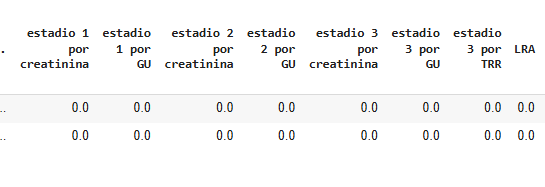 estadio 1 estadio estadio 2 estadio estadio 3 estadio estadio
. por 1 por por 2 por por 3 por 3 por LRA
creatinina GU creatinina GU creatinina GU TRR
.. 0.0 0.0 0.0 0.0 0.0 0.0 0.0 0.0
.. 0.0 0.0 0.0 0.0 0.0 0.0 0.0 0.0